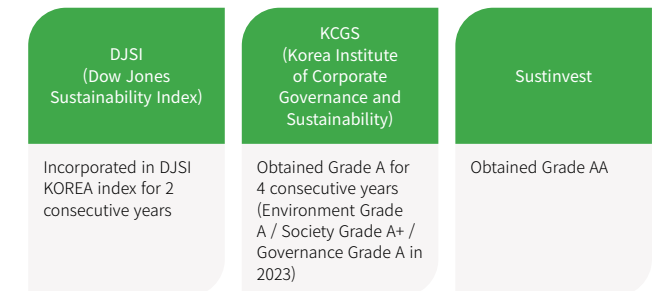 DJSI
(Dow Jones
Sustainability Index)
Incorporated in DJSI
KOREA index for 2
consecutive years
KCGS
(Korea Institute
of Corporate
Governance and
Sustainability)
Obtained Grade A for
4 consecutive years
(Environment Grade
A / Society Grade A+ /
Governance Grade A in
2023)
Sustinvest
Obtained Grade AA